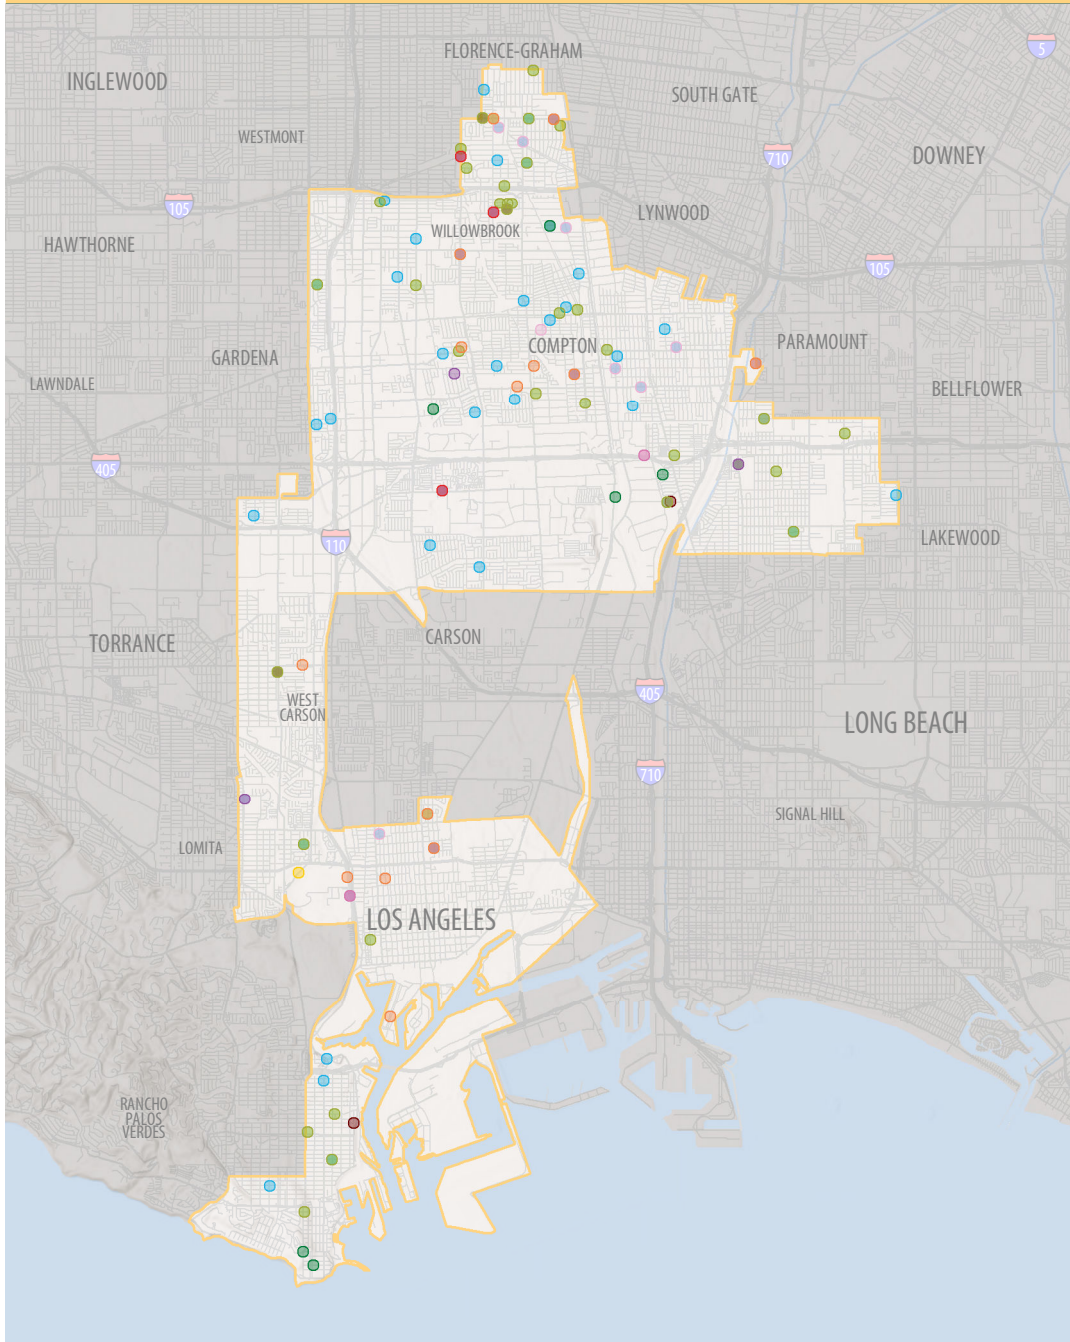 FLORENCE-GRAHAM
5
INGLEWOOD
SOUTH GATE
WESTMONT
710
DOWNEY
105
LYNWOOD
WILLOWBROOK
HAWTHORNE
105
PARAMOUNT
COMPTON
GARDENA
LAWNDALE
BELLFLOWER
405
LAKEWOOD
110
CARSON
TORRANCE
405
WEST
CARSON
LONG BEACH
710
SIGNAL HILL
LOMITA
LOS ANGELES
RANCHO
PALOS
VERDES